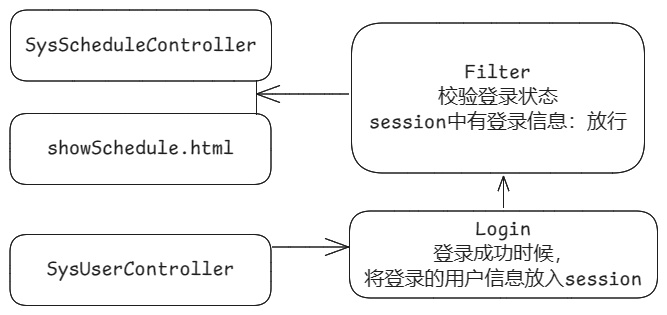 SysScheduleController
showSchedule.html
SysUserController
Filter
校验登录状态
session中有登录信息：放行
Login
登录成功时候，
将登录的用户信息放入session